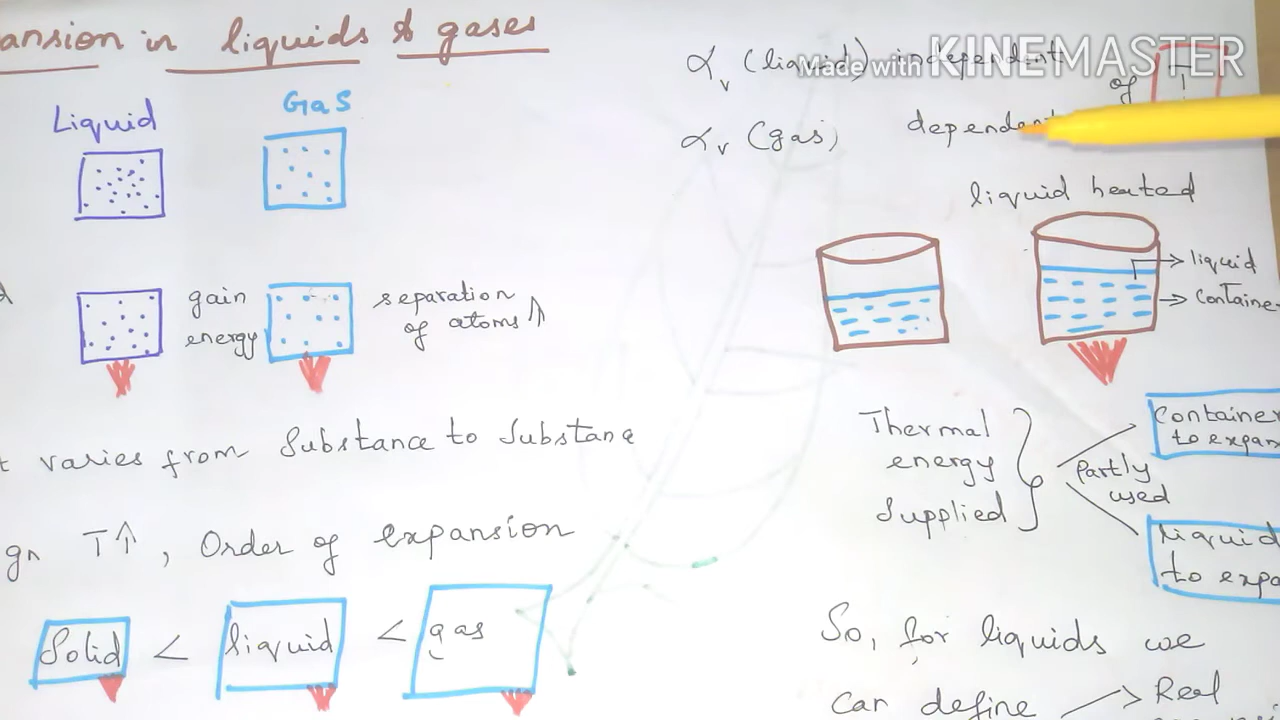 ansion in liquids & gases
Liquid
GaS
gain
energy
separation
of atoms ↑
varies from Substance to Substanc
gn T↑, Order of expansion
Solid < liquid < gas
αv (liquid) independent
of T
αv (gas) dependent
Made with KINEMASTER
liquid heated
liquid
Containe
Thermal
energy
Supplied
Partly
used
Container
to expan
liquid
to expa
So, for liquids we
can define → Real